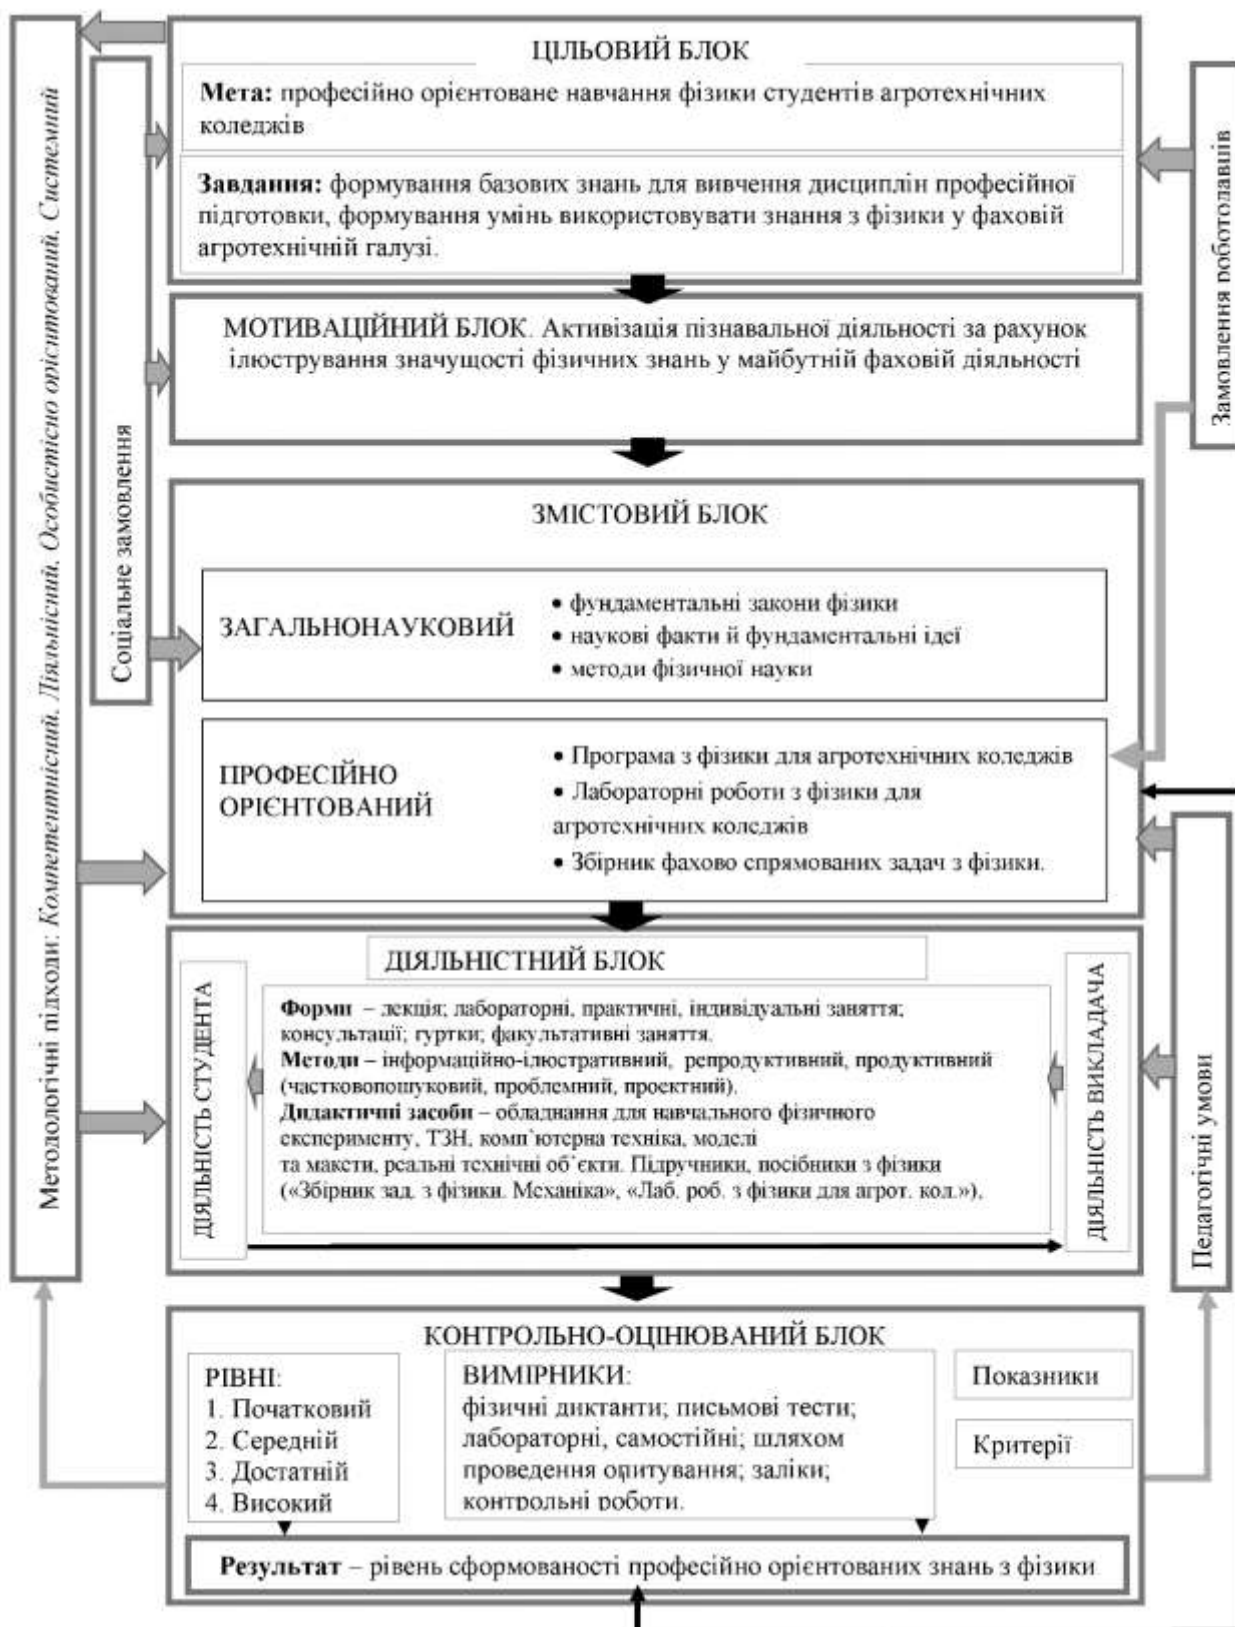 ЦІЛЬОВИЙ БЛОК
Мета: професійно орієнтоване навчання фізики студентів агротехнічних
коледжів
Завдання: формування базових знань для вивчення дисциплін професійної
підготовки, формування умінь використовувати знання з фізики у фаховій
агротехнічній галузі.
МОТИВАЦІЙНИЙ БЛОК. Активізація пізнавальної діяльності за рахунок
ілюстрування значущості фізичних знань у майбутній фаховій діяльності
ЗМІСТОВИЙ БЛОК
ЗАГАЛЬНОНАУКОВИЙ
• фундаментальні закони фізики
• наукові факти й фундаментальні ідеї
• методи фізичної науки
ПРОФЕСІЙНО
ОРІЄНТОВАНИЙ
• Програма з фізики для агротехнічних коледжів
• Лабораторні роботи з фізики для
агротехнічних коледжів
• Збірник фахово спрямованих задач з фізики.
ДІЯЛЬНІСТНИЙ БЛОК
ДІЯЛЬНІСТЬ СТУДЕНТА
Форми – лекція; лабораторні, практичні, індивідуальні заняття;
консультації; гуртки; факультативні заняття.
Методи – інформаційно-ілюстративний, репродуктивний, продуктивний
(частковопошуковий, проблемний, проектний).
Дидактичні засоби – обладнання для навчального фізичного
експерименту, ТЗН, комп`ютерна техніка, моделі
та макети, реальні технічні об`єкти. Підручники, посібники з фізики
(«Збірник зад. з фізики. Механіка», «Лаб. роб. з фізики для агрот. кол.»),
ДІЯЛЬНІСТЬ ВИКЛАДАЧА
КОНТРОЛЬНО-ОЦІНЮВАНИЙ БЛОК
РІВНІ:
1. Початковий
2. Середній
3. Достатній
4. Високий
ВИМІРНИКИ:
фізичні диктанти; письмові тести;
лабораторні, самостійні; шляхом
проведення опитування; заліки;
контрольні роботи.
Показники
Критерії
Результат – рівень сформованості професійно орієнтованих знань з фізики
Методологічні підходи: Компетентнісний. Діяльнісний. Особистісно орієнтований. Системний
Соціальне замовлення
Замовлення роботодавців
Педагогічні умови